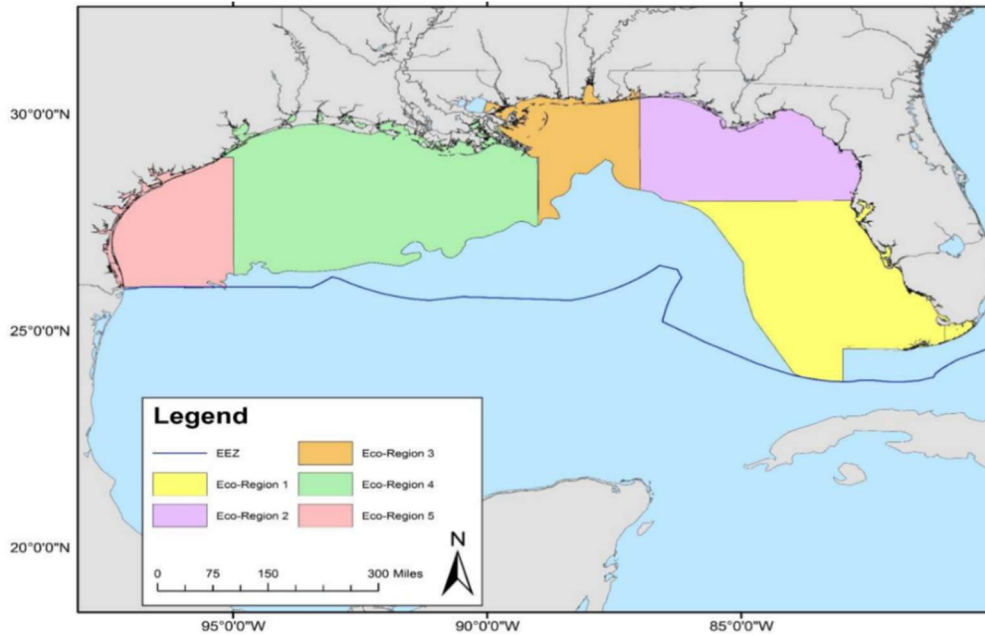 30°0'0"N
25°0'0"N
20°0'0"N
Legend
EEZ
Eco-Region 3
Eco-Region 1
Eco-Region 4
Eco-Region 2
Eco-Region 5
N
0 75 150 300 Miles
95°0'0"W 90°0'0"W 85°0'0"W